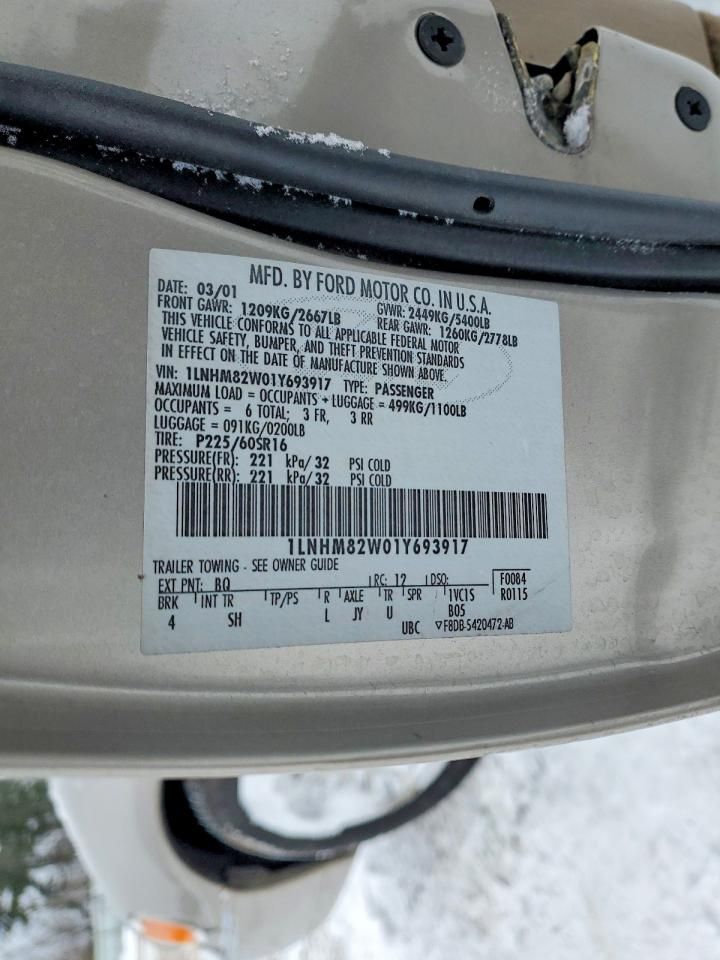 MFD. BY FORD MOTOR CO. IN U.S.A.
DATE: 03/01 GVWR: 2449KG/5400LB
FRONT GAWR: 1209KG/2667LB REAR GAWR: 1260KG/2778LB
THIS VEHICLE CONFORMS TO ALL APPLICABLE FEDERAL MOTOR
VEHICLE SAFETY, BUMPER, AND THEFT PREVENTION STANDARDS
IN EFFECT ON THE DATE OF MANUFACTURE SHOWN ABOVE.
VIN: 1LNHM82W01Y693917 TYPE: PASSENGER
MAXIMUM LOAD = OCCUPANTS + LUGGAGE = 499KG/1100LB
OCCUPANTS = 6 TOTAL; 3 FR, 3 RR
LUGGAGE = 091KG/0200LB
TIRE: P225/60SR16
PRESSURE(FR): 221 kPa/32 PSI COLD
PRESSURE(RR): 221 kPa/32 PSI COLD
1LNHM82W01Y693917
TRAILER TOWING - SEE OWNER GUIDE
EXT PNT: BQ RC: 12 DSO: F0084
BRK INT TR TP/PS R AXLE TR SPR 1VC1S R0115
4 SH L JY U B05
UBC ▽F8DB-5420472-AB